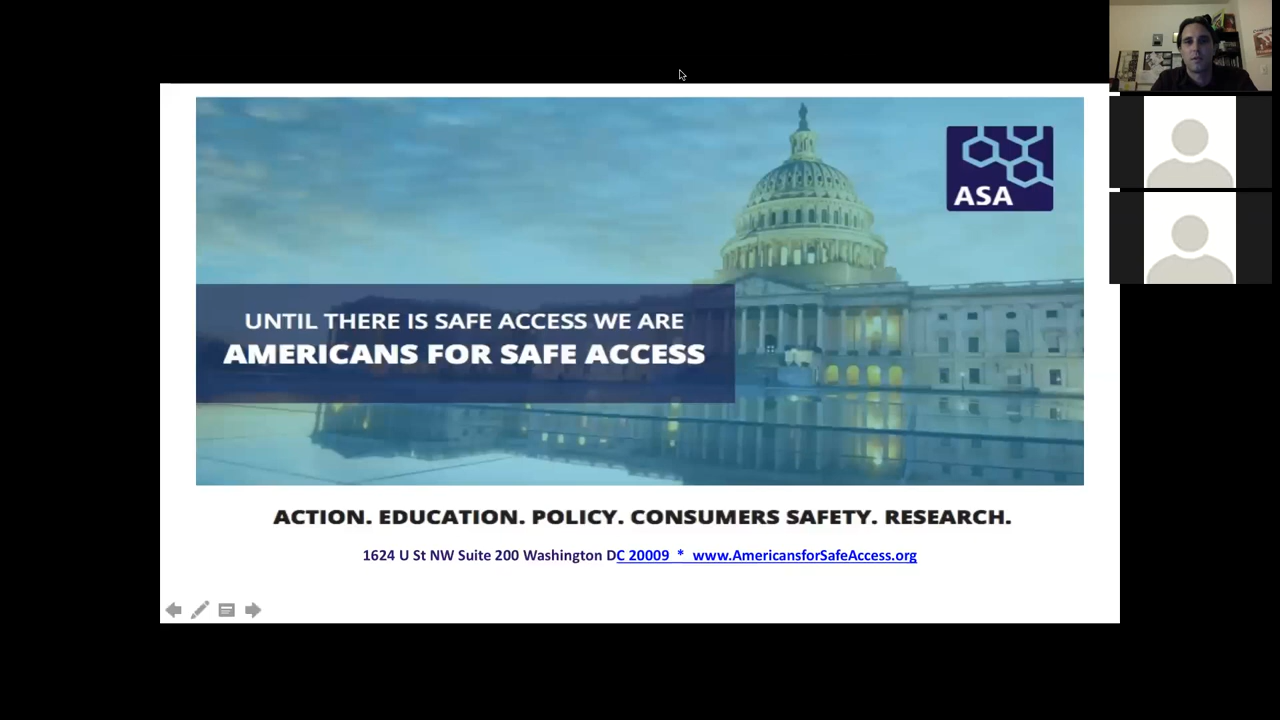 ASA
UNTIL THERE IS SAFE ACCESS WE ARE
AMERICANS FOR SAFE ACCESS
ACTION. EDUCATION. POLICY. CONSUMERS SAFETY. RESEARCH.
1624 U St NW Suite 200 Washington DC 20009 * www.AmericansforSafeAccess.org